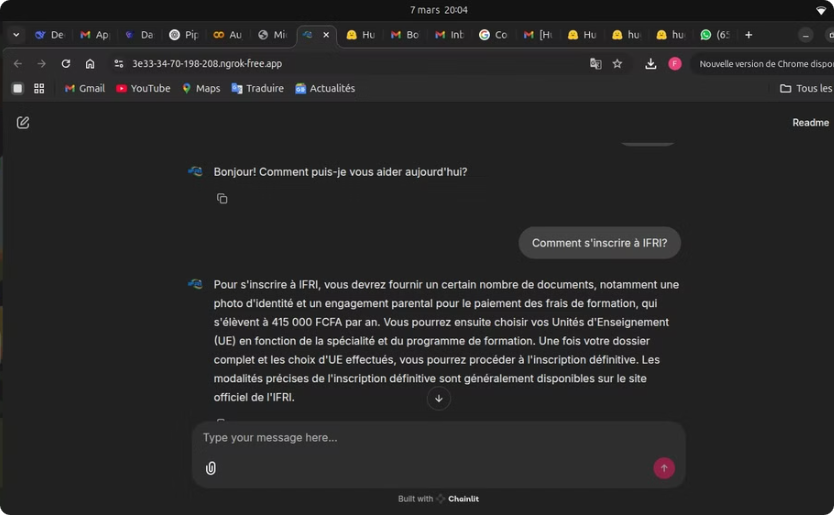 7 mars 20:04
De
Ap
Da
Pip
Au
Mi
Hu
Bo
Inb
Co
[H
Hu
hu
hu
(65
3e33-34-70-198-208.ngrok-free.app
Nouvelle version de Chrome dispo
Gmail
YouTube
Maps
Traduire
Actualités
Tous les
Readme
Bonjour! Comment puis-je vous aider aujourd'hui?
Comment s'inscrire à IFRI?
Pour s'inscrire à IFRI, vous devrez fournir un certain nombre de documents, notamment une
photo d'identité et un engagement parental pour le paiement des frais de formation, qui
s'élèvent à 415 000 FCFA par an. Vous pourrez ensuite choisir vos Unités d'Enseignement
(UE) en fonction de la spécialité et du programme de formation. Une fois votre dossier
complet et les choix d'UE effectués, vous pourrez procéder à l'inscription définitive. Les
modalités précises de l'inscription définitive sont généralement disponibles sur le site
officiel de l'IFRI.
Type your message here...
Built with Chainlit